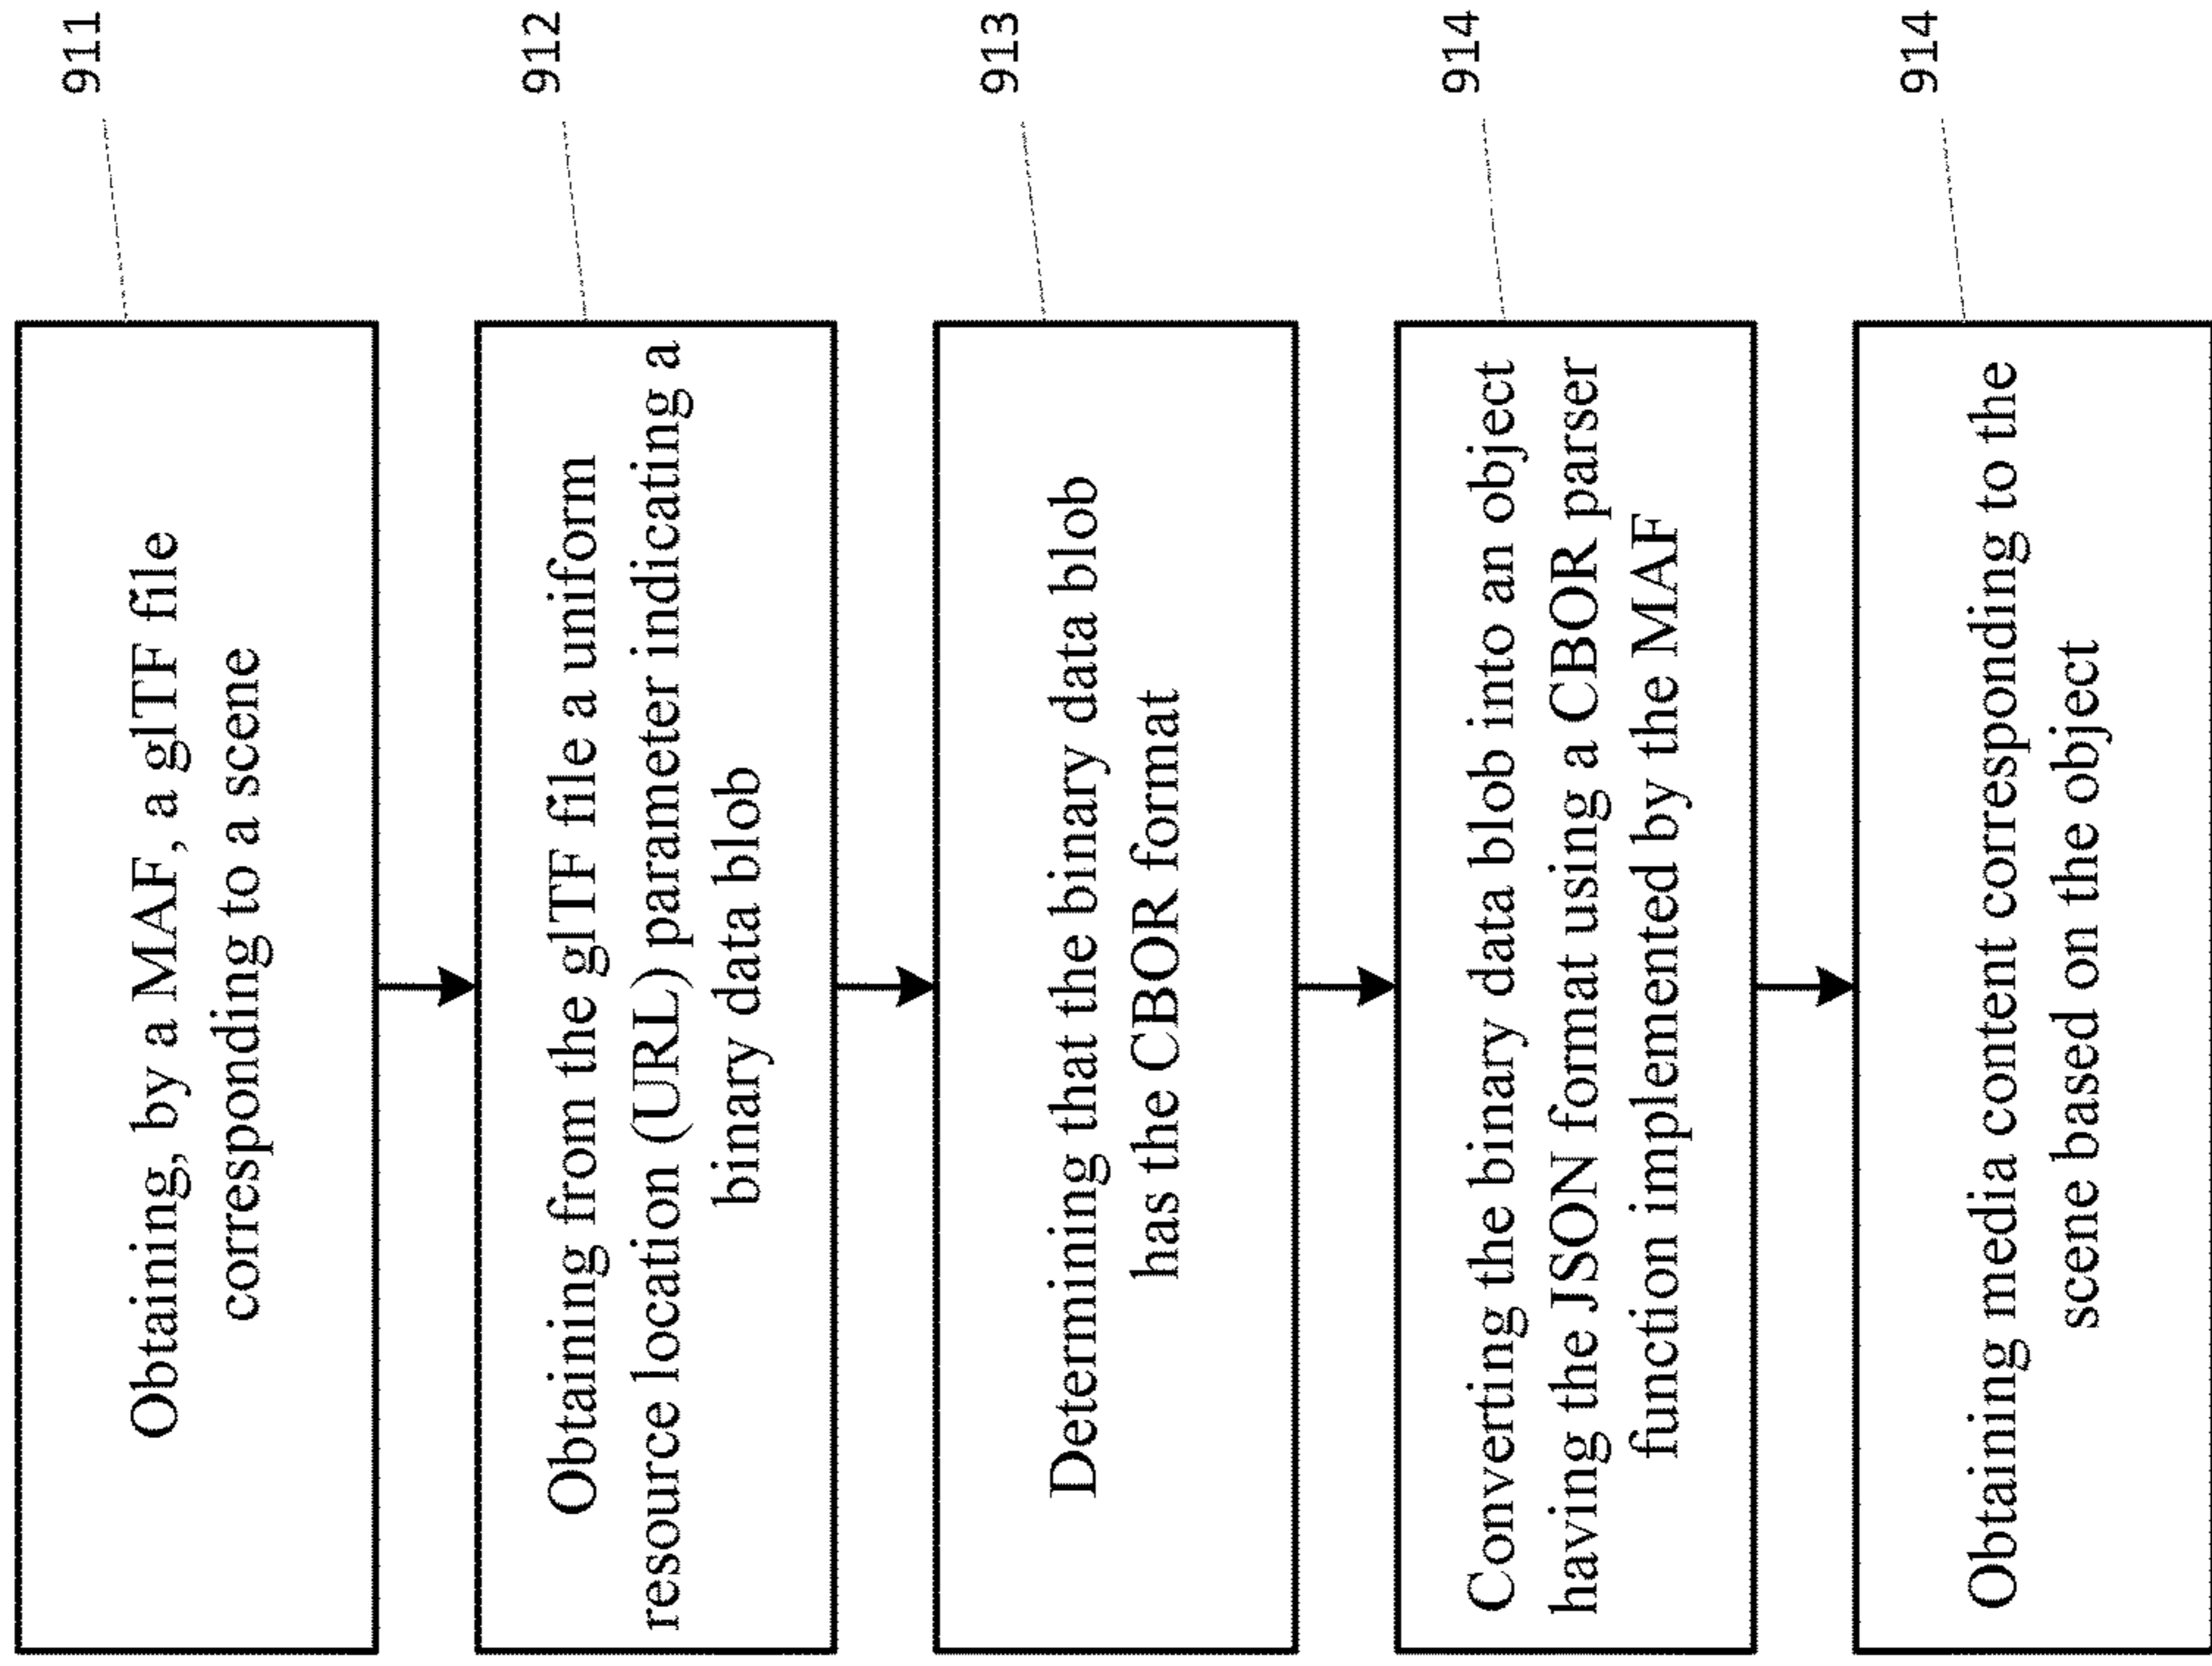 911
Obtaining, by a MAF, a glTF file
corresponding to a scene
912
Obtaining from the glTF file a uniform
resource location (URL) parameter indicating a
binary data blob
913
Determining that the binary data blob
has the CBOR format
914
Converting the binary data blob into an object
having the JSON format using a CBOR parser
function implemented by the MAF
914
Obtaining media content corresponding to the
scene based on the object